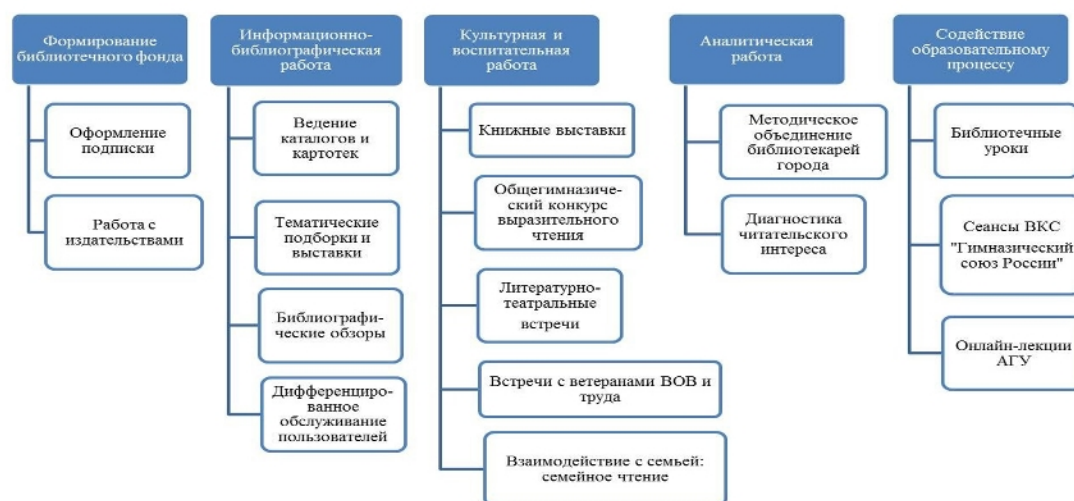 Формирование
библиотечного фонда
Оформление
подписки
Работа с
издательствами
Информационно-
библиографическая
работа
Ведение
каталогов и
картотек
Тематические
подборки и
выставки
Библиографи-
ческие обзоры
Дифференциро-
ванное
обслуживание
пользователей
Культурная и
воспитательная
работа
Книжные выставки
Общегимназиче-
ский конкурс
выразительного
чтения
Литературно-
театральные
встречи
Встречи с ветеранами ВОВ и
труда
Взаимодействие с семьей:
семейное чтение
Аналитическая
работа
Методическое
объединение
библиотекарей
города
Диагностика
читательского
интереса
Содействие
образовательному
процессу
Библиотечные
уроки
Сеансы ВКС
"Гимназический
союз России"
Онлайн-лекции
АГУ